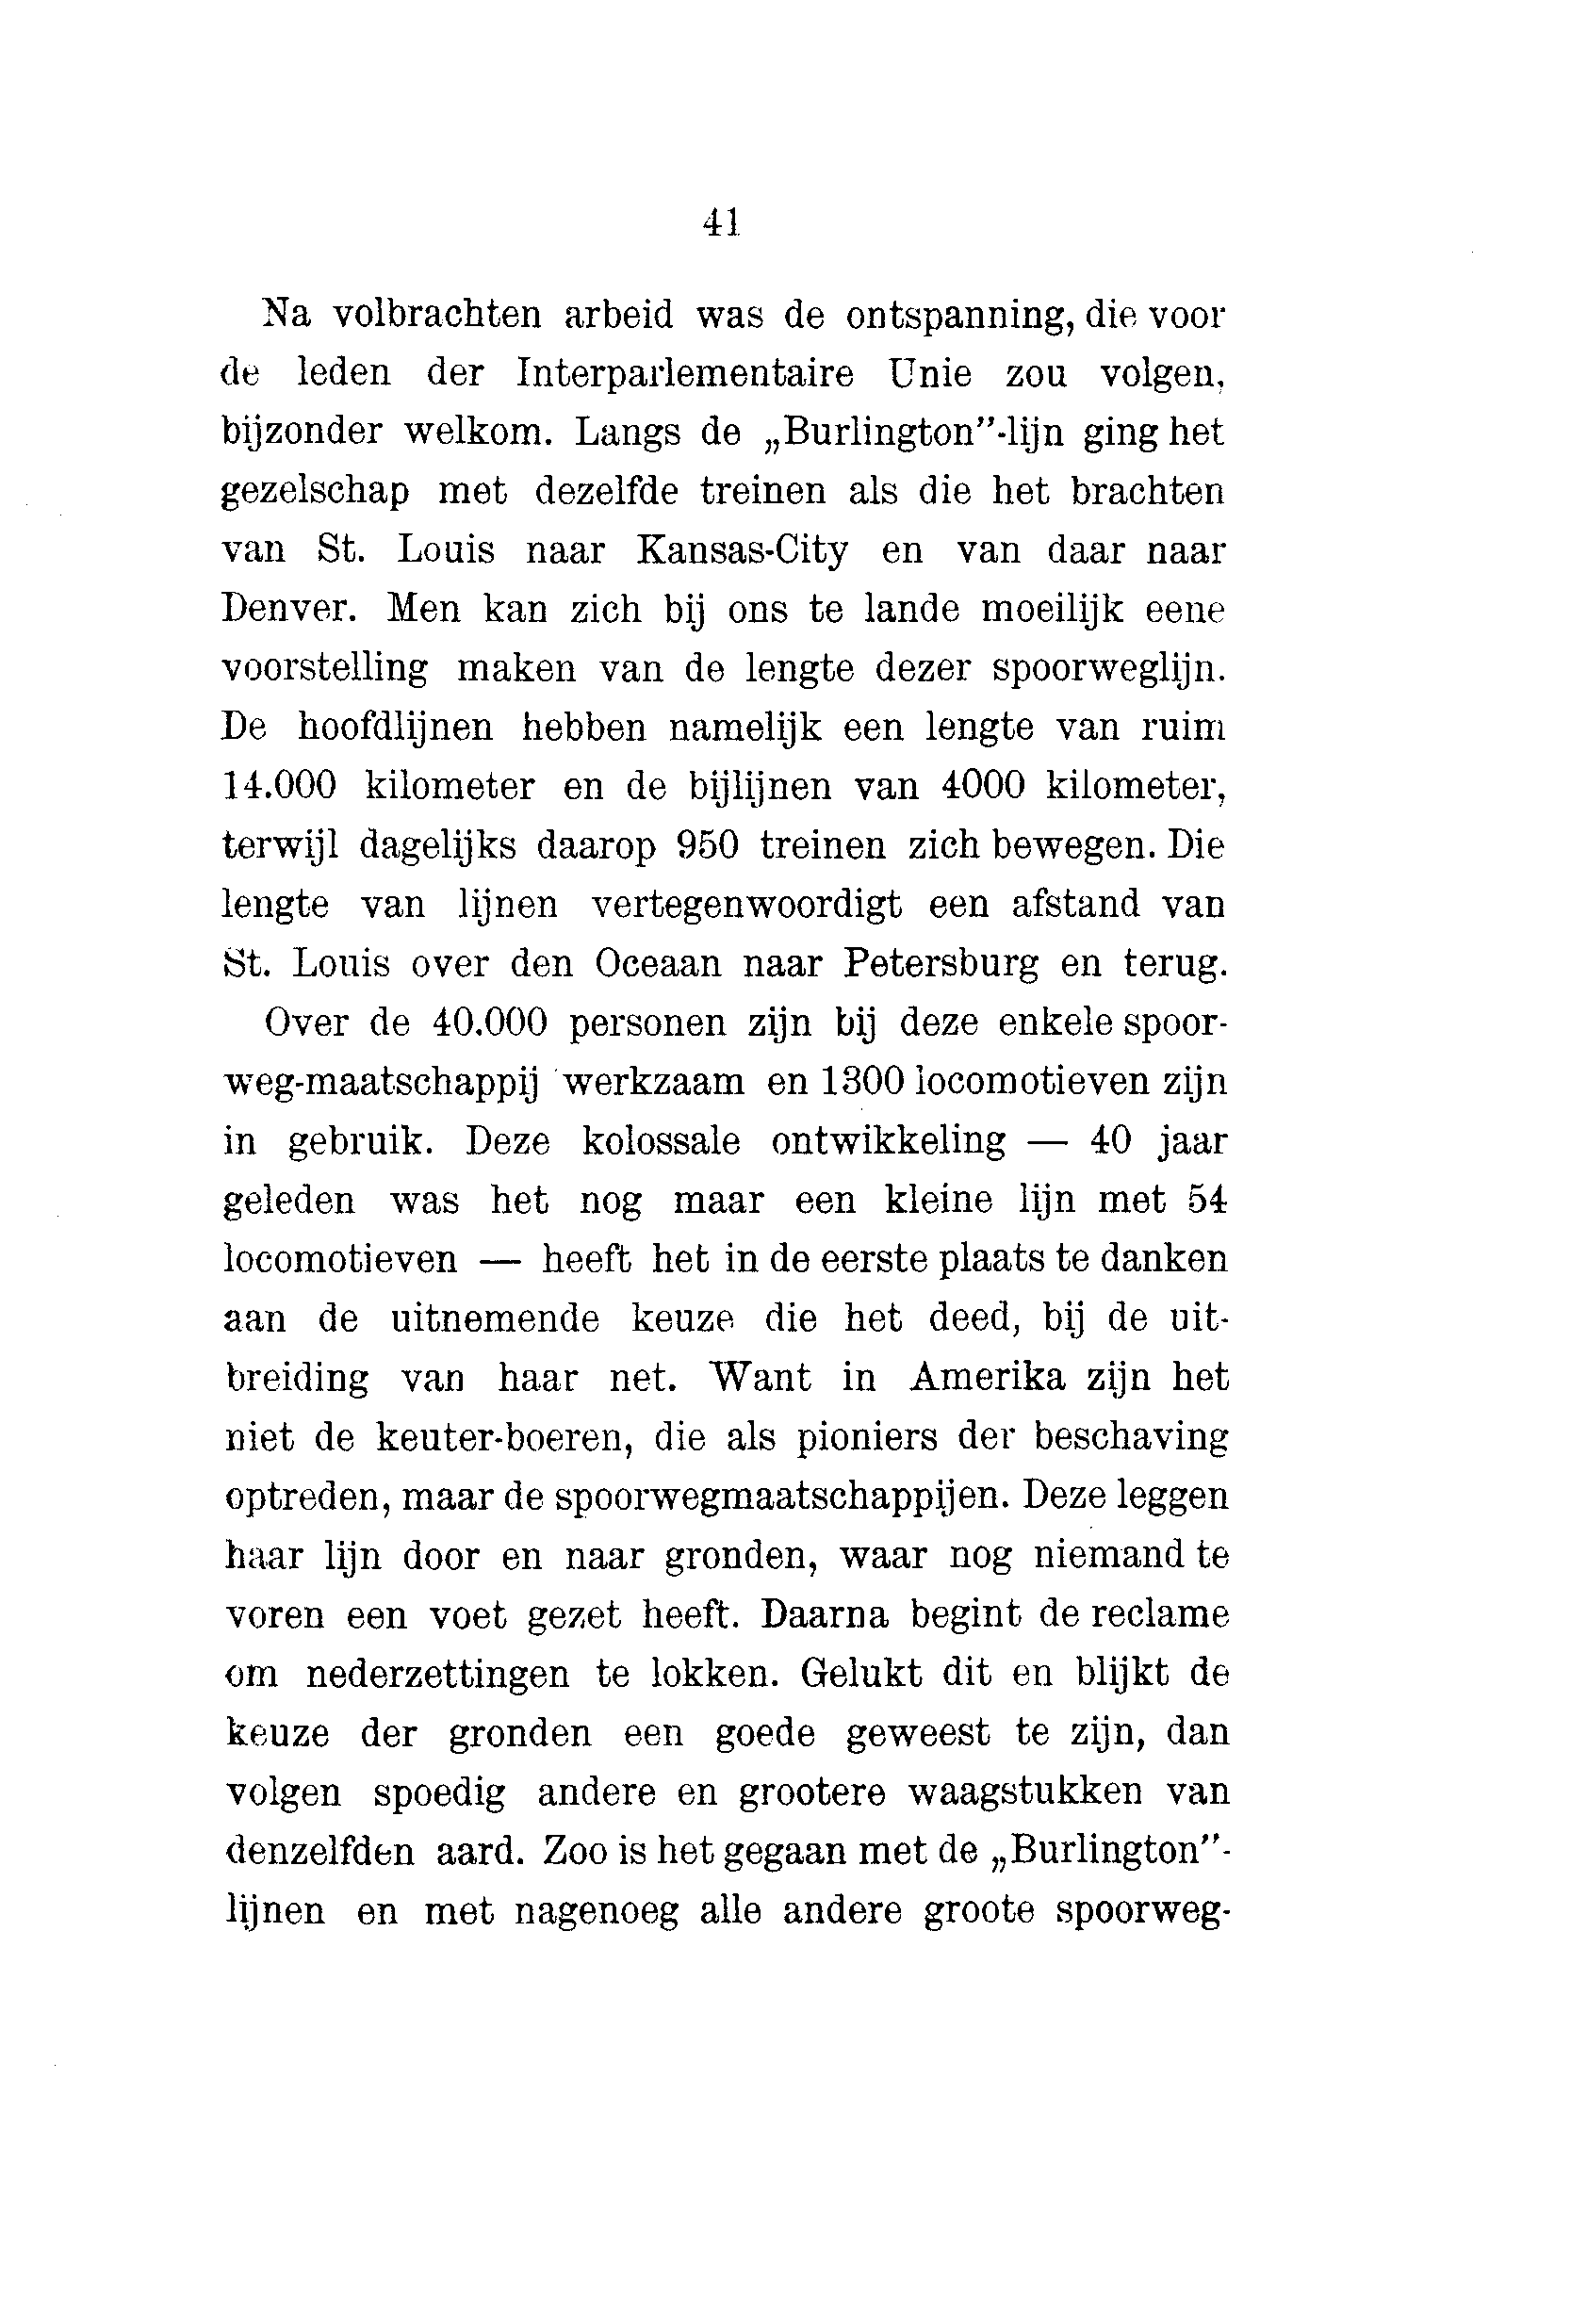 41
Na volbrachten arbeid was de ontspanning, die voor
de leden der Interparlementaire Unie zou volgen,
bijzonder welkom. Langs de „Burlington”-lijn ging het
gezelschap met dezelfde treinen als die het brachten
van St. Louis naar Kansas-City en van daar naar
Denver. Men kan zich bij ons te lande moeilijk eene
voorstelling maken van de lengte dezer spoorweglijn.
De hoofdlijnen hebben namelijk een lengte van ruim
14.000 kilometer en de bijlijnen van 4000 kilometer,
terwijl dagelijks daarop 950 treinen zich bewegen. Die
lengte van lijnen vertegenwoordigt een afstand van
St. Louis over den Oceaan naar Petersburg en terug.
Over de 40.000 personen zijn bij deze enkele spoor-
weg-maatschappij werkzaam en 1300 locomotieven zijn
in gebruik. Deze kolossale ontwikkeling — 40 jaar
geleden was het nog maar een kleine lijn met 54
locomotieven — heeft het in de eerste plaats te danken
aan de uitnemende keuze die het deed, bij de uit-
breiding van haar net. Want in Amerika zijn het
niet de keuter-boeren, die als pioniers der beschaving
optreden, maar de spoorwegmaatschappijen. Deze leggen
haar lijn door en naar gronden, waar nog niemand te
voren een voet gezet heeft. Daarna begint de reclame
om nederzettingen te lokken. Gelukt dit en blijkt de
keuze der gronden een goede geweest te zijn, dan
volgen spoedig andere en grootere waagstukken van
denzelfden aard. Zoo is het gegaan met de „Burlington”-
lijnen en met nagenoeg alle andere groote spoorweg-